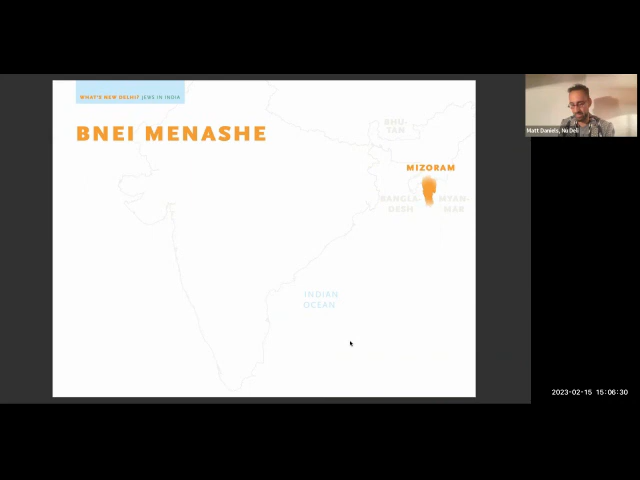 WHAT'S NEW DELHI? JEWS IN INDIA
BNEI MENASHE
BHU-
TAN
MIZORAM
BANGLA-
DESH
MYAN-
MAR
INDIAN
OCEAN
Matt Daniels, Nu Deli
2023-02-15 15:06:30